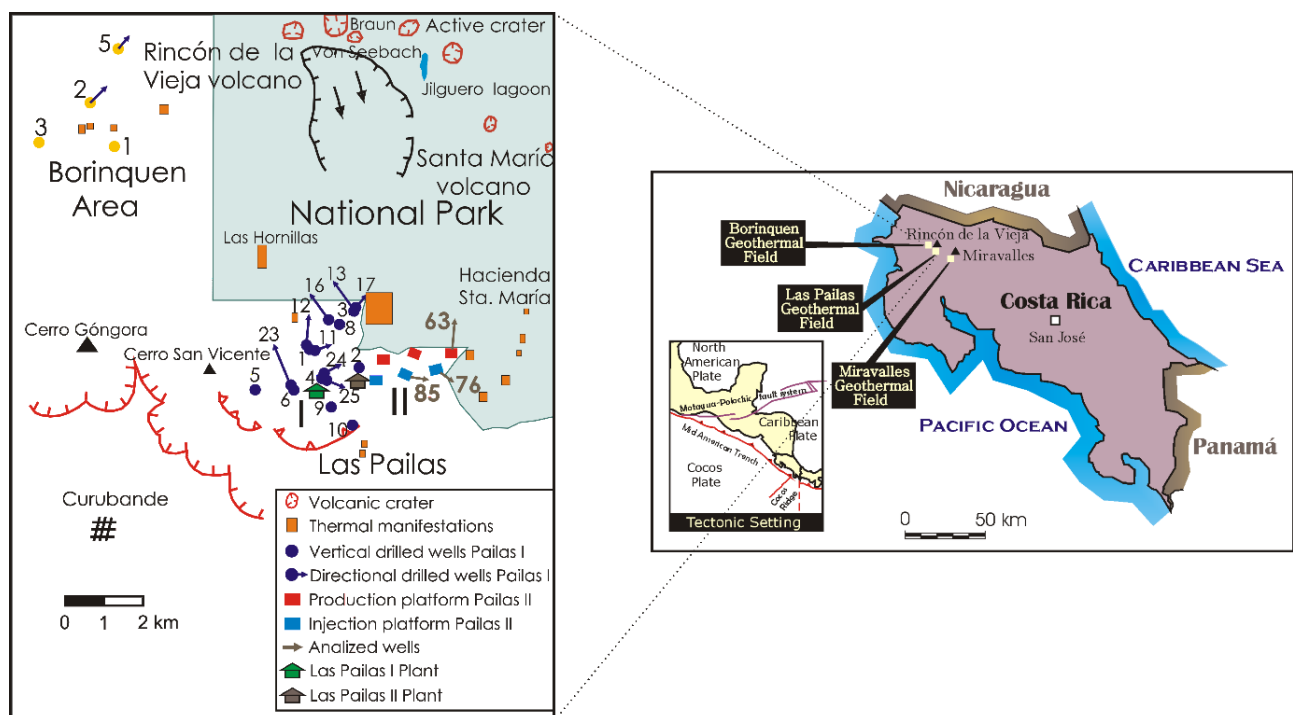 Braun
Active crater
Von Seebach
5
Rincón de la
Vieja volcano
Jilguero lagoon
2
3
1
Borinquen
Area
Santa María
volcano
National Park
Las Hornillas
Hacienda
Sta. María
13
17
16
12
3
8
63
23
11
Cerro Góngora
Cerro San Vicente
1
24
2
5
4
6
25
85
76
I
9
II
10
Las Pailas
Curubande
#
0 1 2 km
Volcanic crater
Thermal manifestations
Vertical drilled wells Pailas I
Directional drilled wells Pailas I
Production platform Pailas II
Injection platform Pailas II
Analized wells
Las Pailas I Plant
Las Pailas II Plant
Nicaragua
Borinquen
Geothermal
Field
Rincón de la Vieja
Miravalles
CARIBBEAN SEA
Las Pailas
Geothermal
Field
Costa Rica
San José
Miravalles
Geothermal
Field
PACIFIC OCEAN
Panamá
0 50 km
North
American
Plate
Motagua-Polochic fault system
Caribbean
Plate
Mid American Trench
Cocos
Plate
Cocos
Ridge
Tectonic Setting